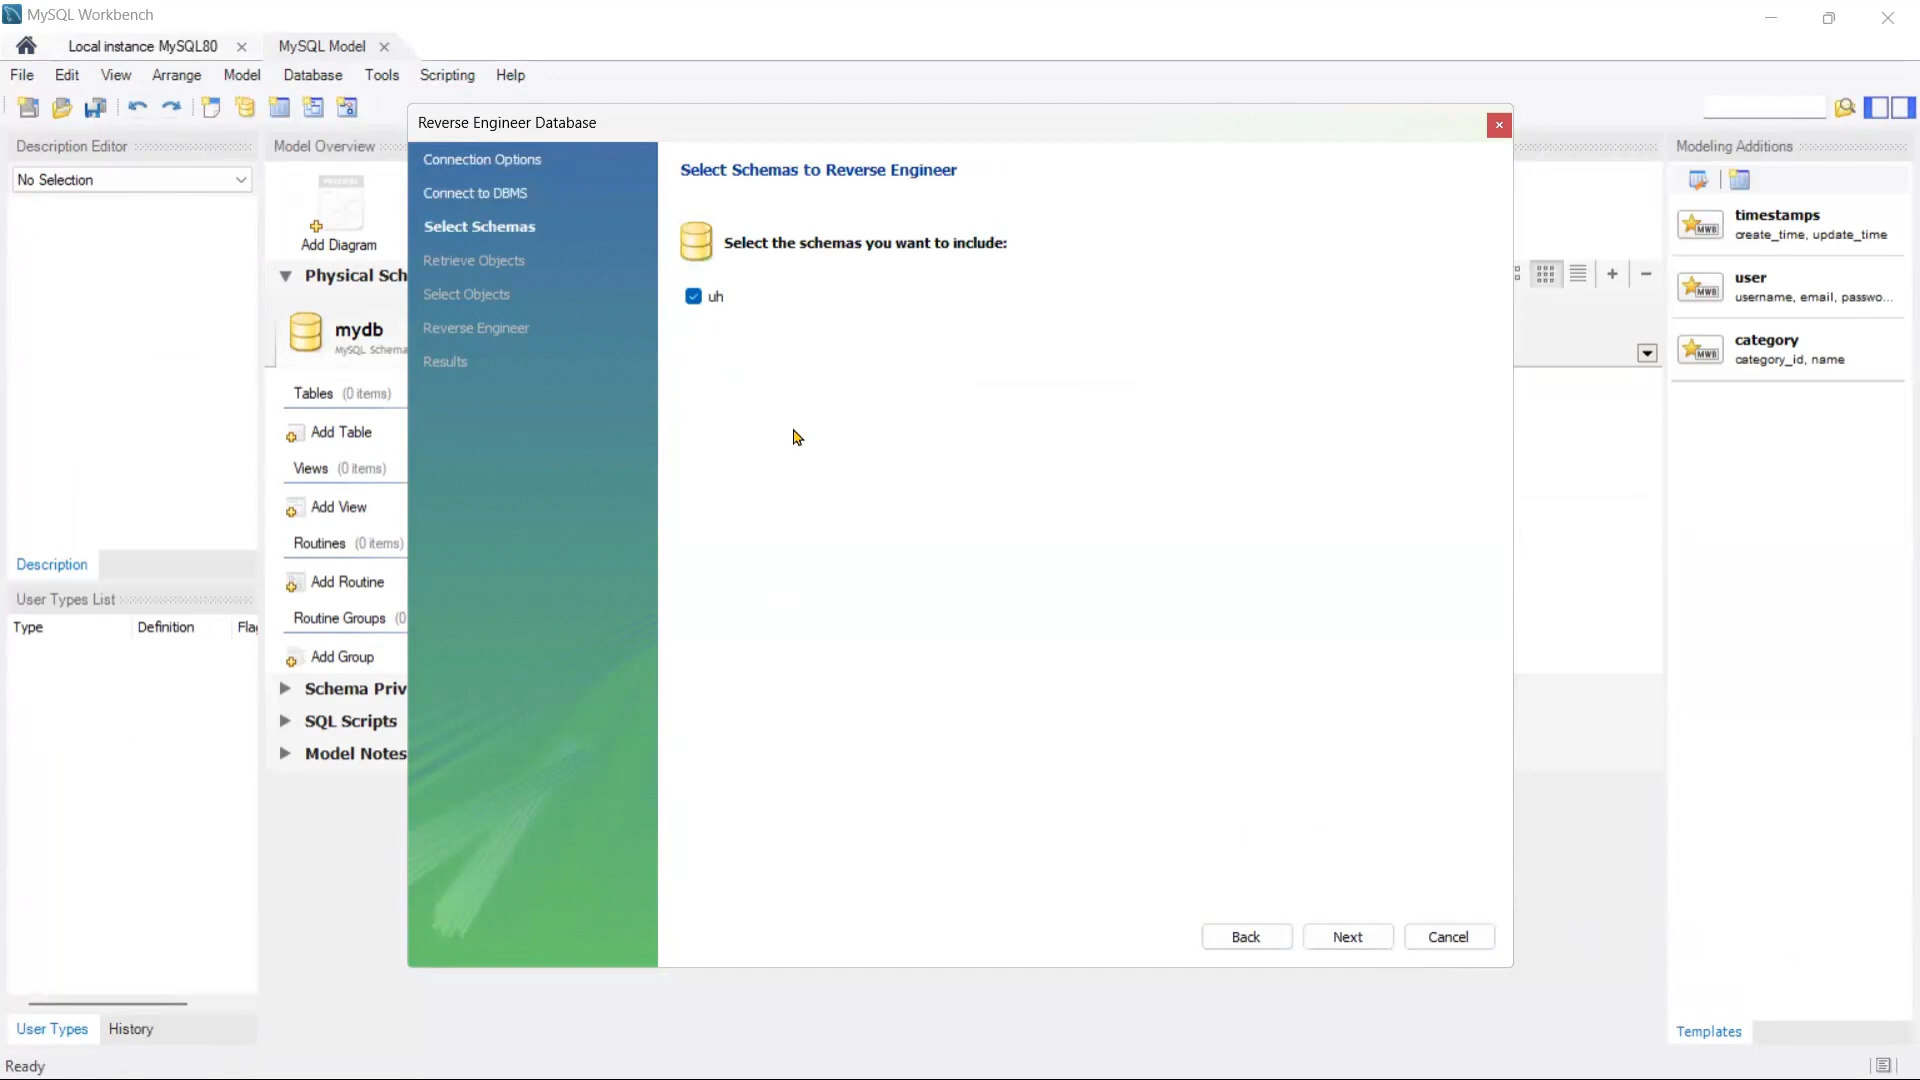 MySQL Workbench
Local instance MySQL80
MySQL Model
File Edit View Arrange Model Database Tools Scripting Help
Description Editor
No Selection
Description
User Types List
Type Definition Flag
User Types History
Ready
Model Overview
Add Diagram
Physical Sch
mydb
MySQL Schema
Tables (0 items)
Add Table
Views (0 items)
Add View
Routines (0 items)
Add Routine
Routine Groups (0
Add Group
Schema Priv
SQL Scripts
Model Notes
Reverse Engineer Database
Connection Options
Connect to DBMS
Select Schemas
Retrieve Objects
Select Objects
Reverse Engineer
Results
Select Schemas to Reverse Engineer
Select the schemas you want to include:
uh
Back Next Cancel
Modeling Additions
MWB
timestamps
create_time, update_time
MWB
user
username, email, passwo...
MWB
category
category_id, name
Templates